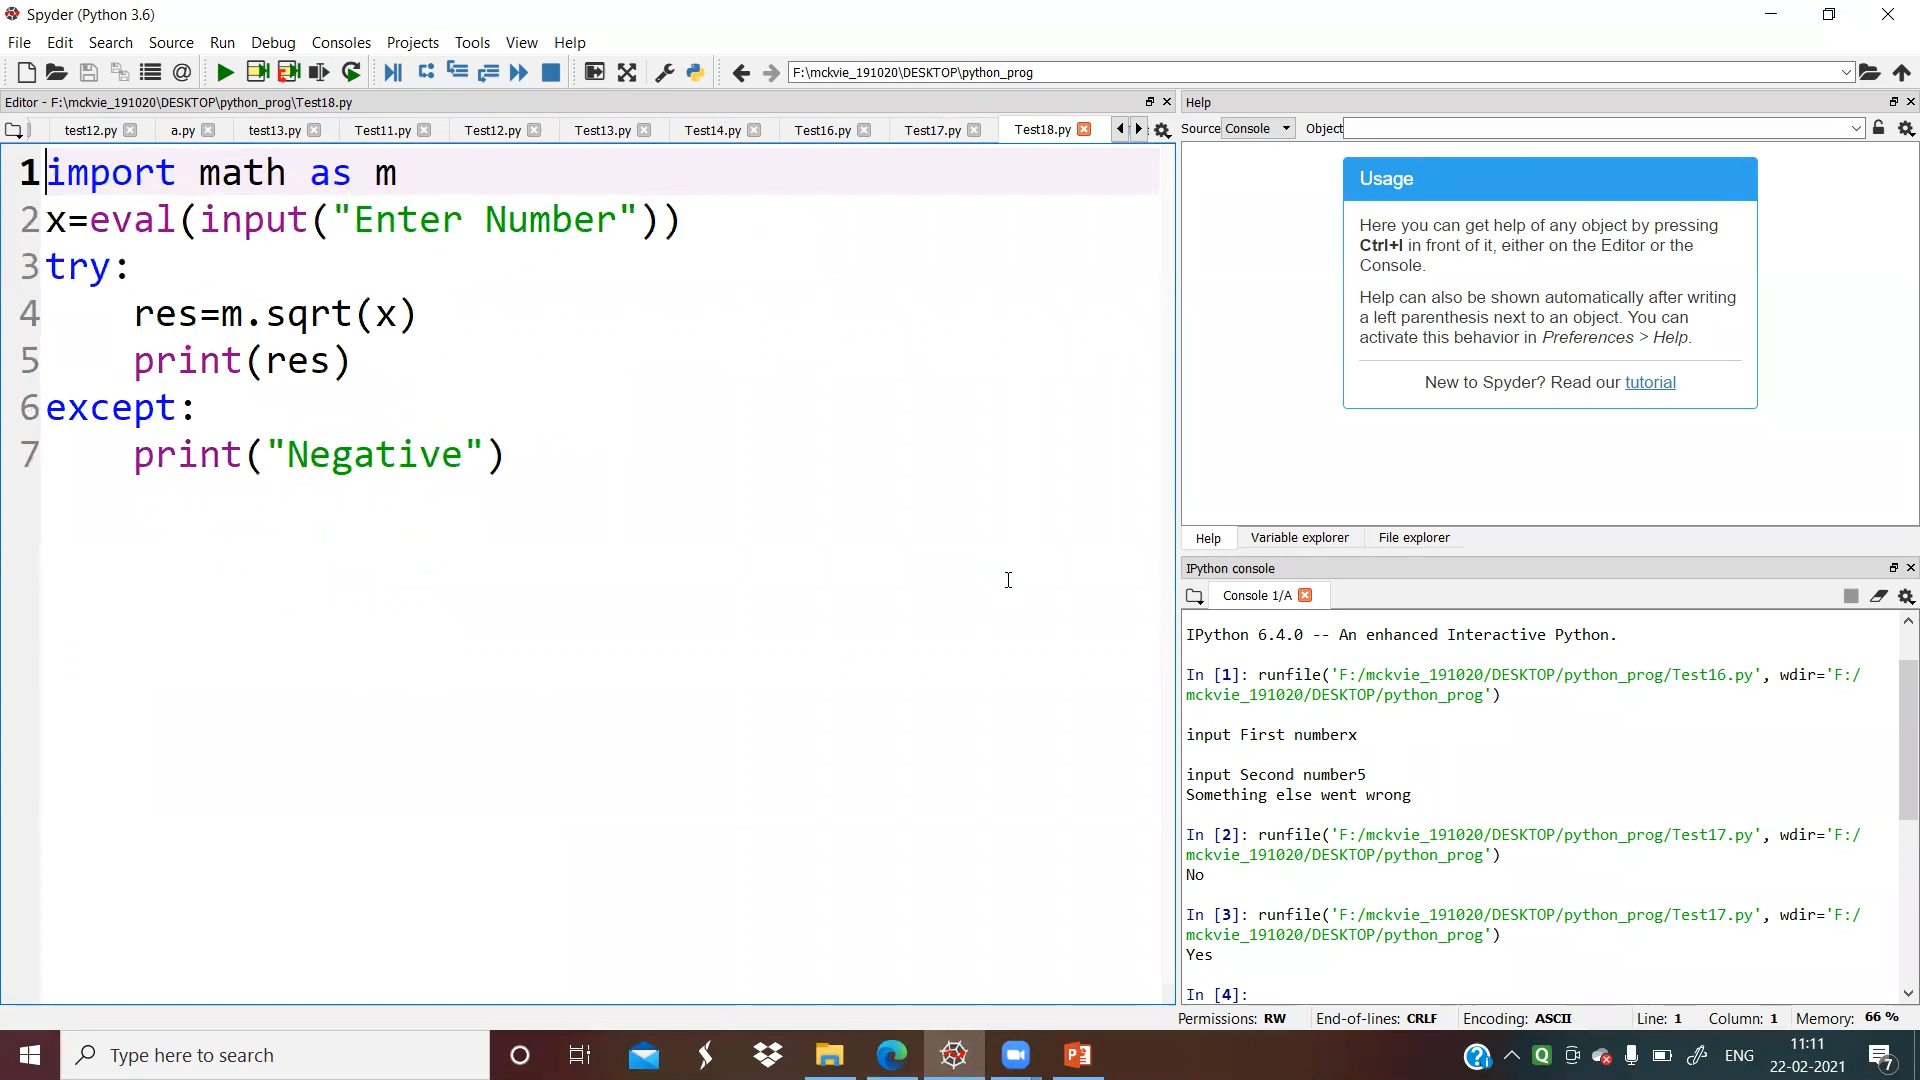 Spyder (Python 3.6)
File Edit Search Source Run Debug Consoles Projects Tools View Help
F:\mckvie_191020\DESKTOP\python_prog
Editor - F:\mckvie_191020\DESKTOP\python_prog\Test18.py
test12.py a.py test13.py Test11.py Test12.py Test13.py Test14.py Test16.py Test17.py Test18.py
1 import math as m
2 x=eval(input("Enter Number"))
3 try:
4     res=m.sqrt(x)
5     print(res)
6 except:
7     print("Negative")
Help
Source Console Object
Usage
Here you can get help of any object by pressing
Ctrl+I in front of it, either on the Editor or the
Console.
Help can also be shown automatically after writing
a left parenthesis next to an object. You can
activate this behavior in Preferences > Help.
New to Spyder? Read our tutorial
Help Variable explorer File explorer
IPython console
Console 1/A
IPython 6.4.0 -- An enhanced Interactive Python.
In [1]: runfile('F:/mckvie_191020/DESKTOP/python_prog/Test16.py', wdir='F:/
mckvie_191020/DESKTOP/python_prog')
input First numberx
input Second number5
Something else went wrong
In [2]: runfile('F:/mckvie_191020/DESKTOP/python_prog/Test17.py', wdir='F:/
mckvie_191020/DESKTOP/python_prog')
No
In [3]: runfile('F:/mckvie_191020/DESKTOP/python_prog/Test17.py', wdir='F:/
mckvie_191020/DESKTOP/python_prog')
Yes
In [4]:
Permissions: RW End-of-lines: CRLF Encoding: ASCII Line: 1 Column: 1 Memory: 66 %
Type here to search
ENG
11:11
22-02-2021
7